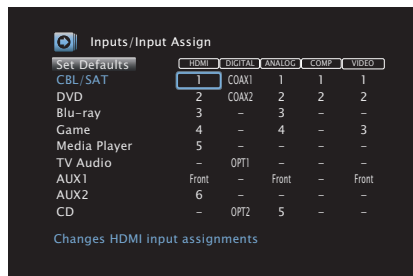 Inputs/Input Assign
Set Defaults HDMI DIGITAL ANALOG COMP VIDEO
CBL/SAT 1 COAX1 1 1 1
DVD 2 COAX2 2 2 2
Blu-ray 3 – 3 – –
Game 4 – 4 – 3
Media Player 5 – – – –
TV Audio – OPT1 – – –
AUX1 Front – Front – Front
AUX2 6 – – – –
CD – OPT2 5 – –
Changes HDMI input assignments